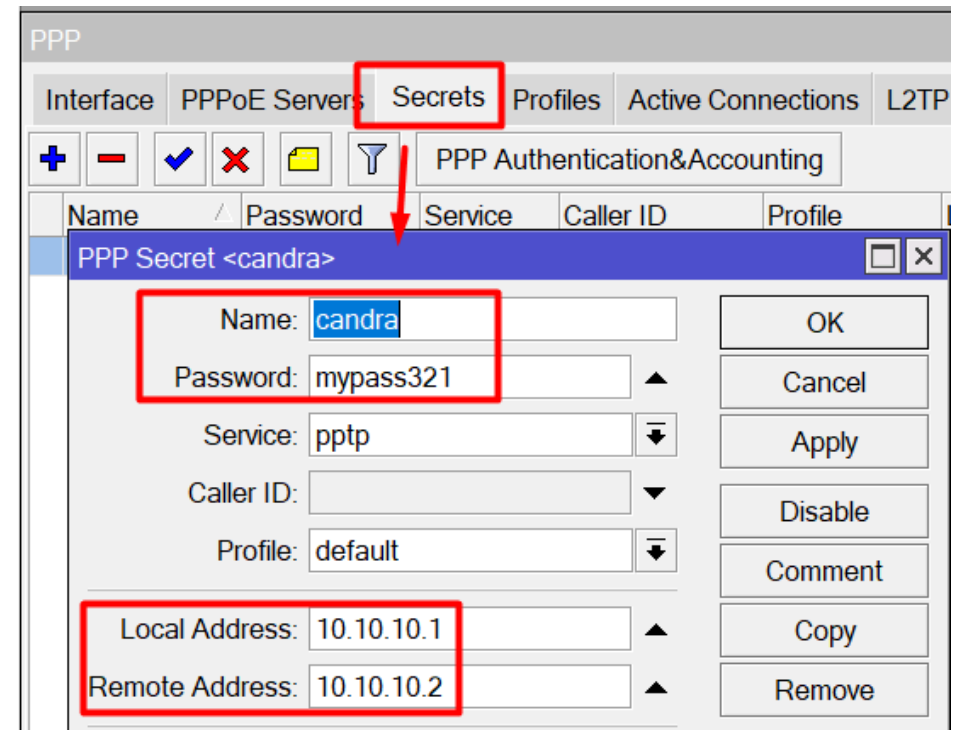 PPP
Interface PPPoE Servers Secrets Profiles Active Connections L2TP
PPP Authentication&Accounting
Name Password Service Caller ID Profile
PPP Secret <candra>
Name: candra OK
Password: mypass321 Cancel
Service: pptp Apply
Caller ID: Disable
Profile: default Comment
Local Address: 10.10.10.1 Copy
Remote Address: 10.10.10.2 Remove